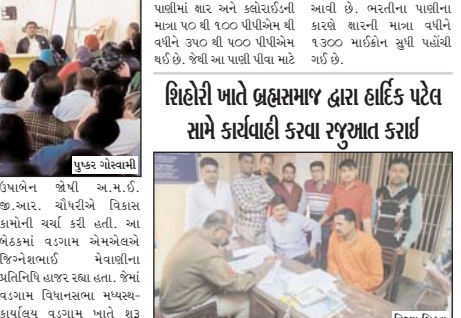 પુષ્કર ગોસ્વામી
ઉષાબેન જોષી અ.મ.ઈ.
જી.આર. ચૌધરીએ વિકાસ
કામોની ચર્ચા કરી હતી. આ
બેઠકમાં વડગામ એમએલએ
જિગ્નેશભાઈ મેવાણીના
પ્રતિનિધિ હાજર રહ્યા હતા. જેમાં
વડગામ વિધાનસભા મધ્યસ્થ-
કાર્યાલય વડગામ ખાતે શરૂ
પાણીમાં ક્ષાર અને ક્લોરાઈડની
માત્રા ૫૦ થી ૧૦૦ પીપીએમ થી
વધીને ૩૫૦ થી ૫૦૦ પીપીએમ
થઈ છે. જેથી આ પાણી પીવા માટે
આવી છે. ભરતીના પાણીના
કારણે ક્ષારની માત્રા વધીને
૧૩૦૦ માઈક્રોન સુધી પહોંચી
ગઈ છે.
શિહોરી ખાતે બ્રહ્મસમાજ દ્વારા હાર્દિક પટેલ
સામે કાર્યવાહી કરવા રજુઆત કરાઈ